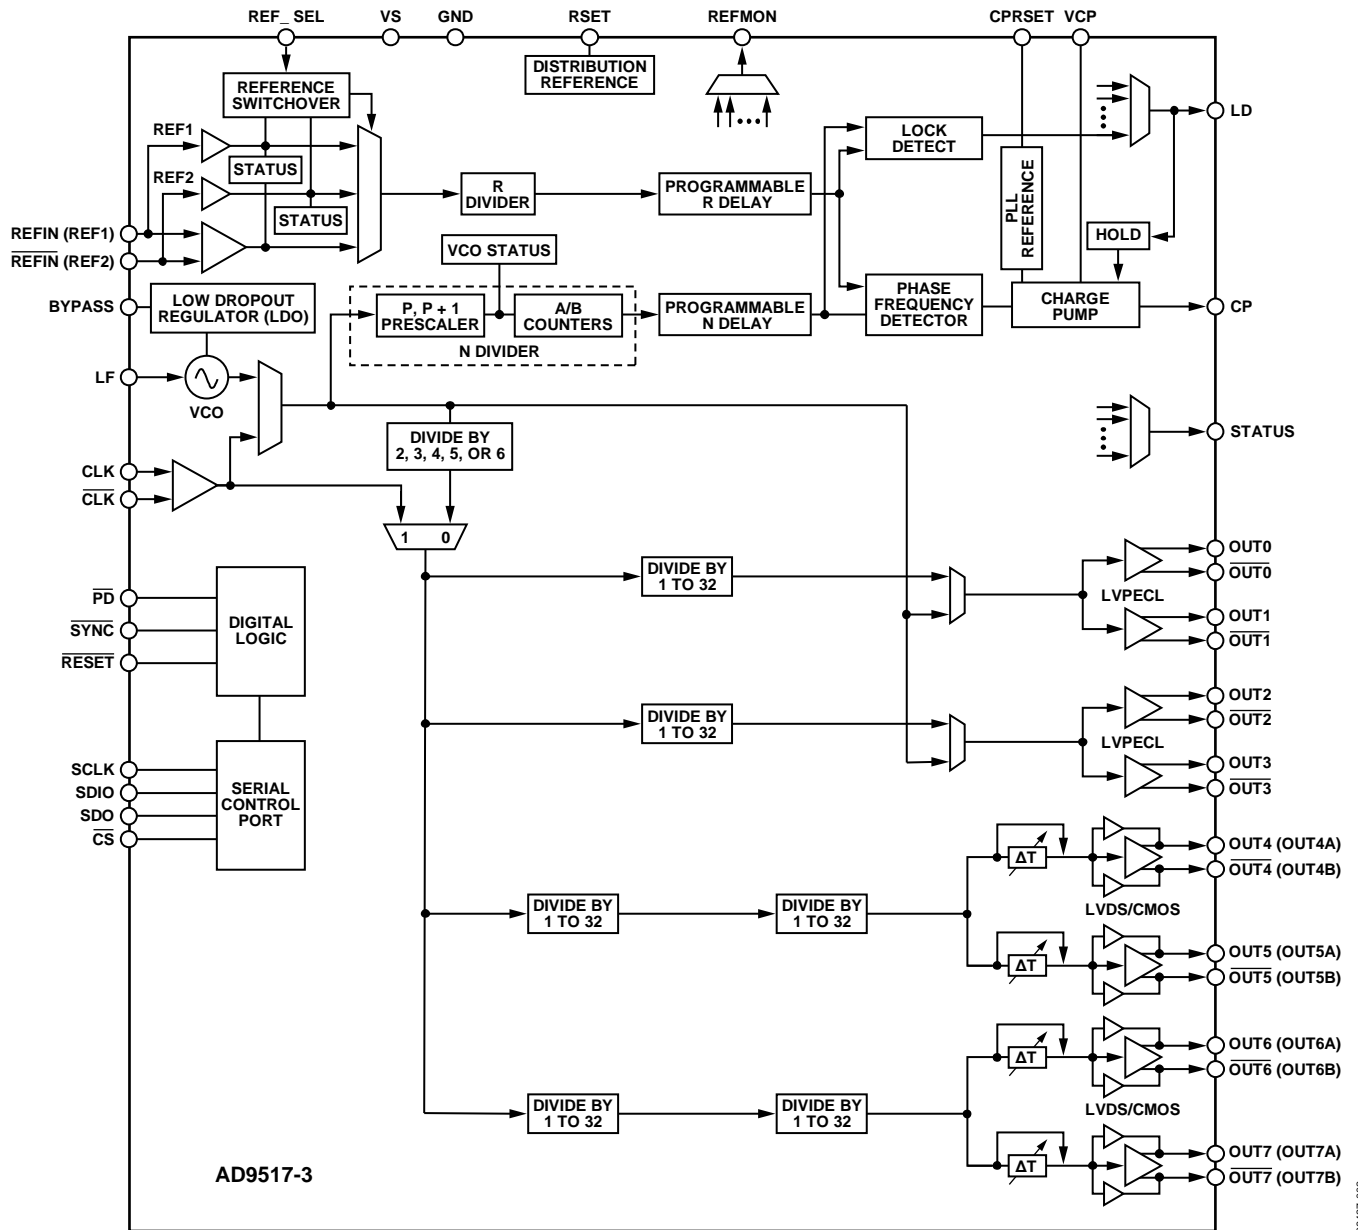 REF_ SEL VS GND RSET REFMON CPRSET VCP
DISTRIBUTION
REFERENCE
REFERENCE
SWITCHOVER
REF1
STATUS
REF2
STATUS
REFIN (REF1)
REFIN (REF2)
R
DIVIDER
PROGRAMMABLE
R DELAY
LOCK
DETECT
LD
PLL
REFERENCE
HOLD
VCO STATUS
BYPASS
LOW DROPOUT
REGULATOR (LDO)
P, P + 1
PRESCALER
A/B
COUNTERS
N DIVIDER
PROGRAMMABLE
N DELAY
PHASE
FREQUENCY
DETECTOR
CHARGE
PUMP
CP
LF
VCO
STATUS
DIVIDE BY
2, 3, 4, 5, OR 6
CLK
CLK
1 0
DIVIDE BY
1 TO 32
OUT0
OUT0
LVPECL
OUT1
OUT1
PD
SYNC
RESET
DIGITAL
LOGIC
DIVIDE BY
1 TO 32
OUT2
OUT2
LVPECL
OUT3
OUT3
SCLK
SDIO
SDO
CS
SERIAL
CONTROL
PORT
ΔT
OUT4 (OUT4A)
OUT4 (OUT4B)
DIVIDE BY
1 TO 32
DIVIDE BY
1 TO 32
LVDS/CMOS
ΔT
OUT5 (OUT5A)
OUT5 (OUT5B)
ΔT
OUT6 (OUT6A)
OUT6 (OUT6B)
DIVIDE BY
1 TO 32
DIVIDE BY
1 TO 32
LVDS/CMOS
ΔT
OUT7 (OUT7A)
OUT7 (OUT7B)
AD9517-3